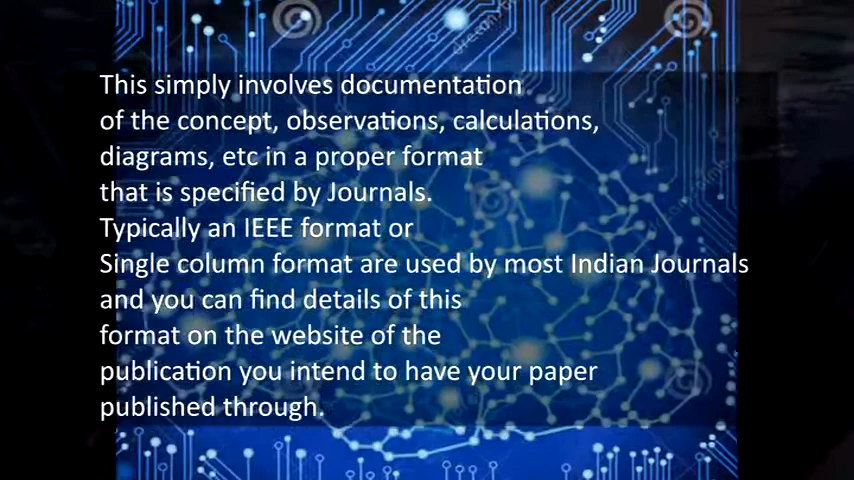 This simply involves documentation
of the concept, observations, calculations,
diagrams, etc in a proper format
that is specified by Journals.
Typically an IEEE format or
Single column format are used by most Indian Journals
and you can find details of this
format on the website of the
publication you intend to have your paper
published through.